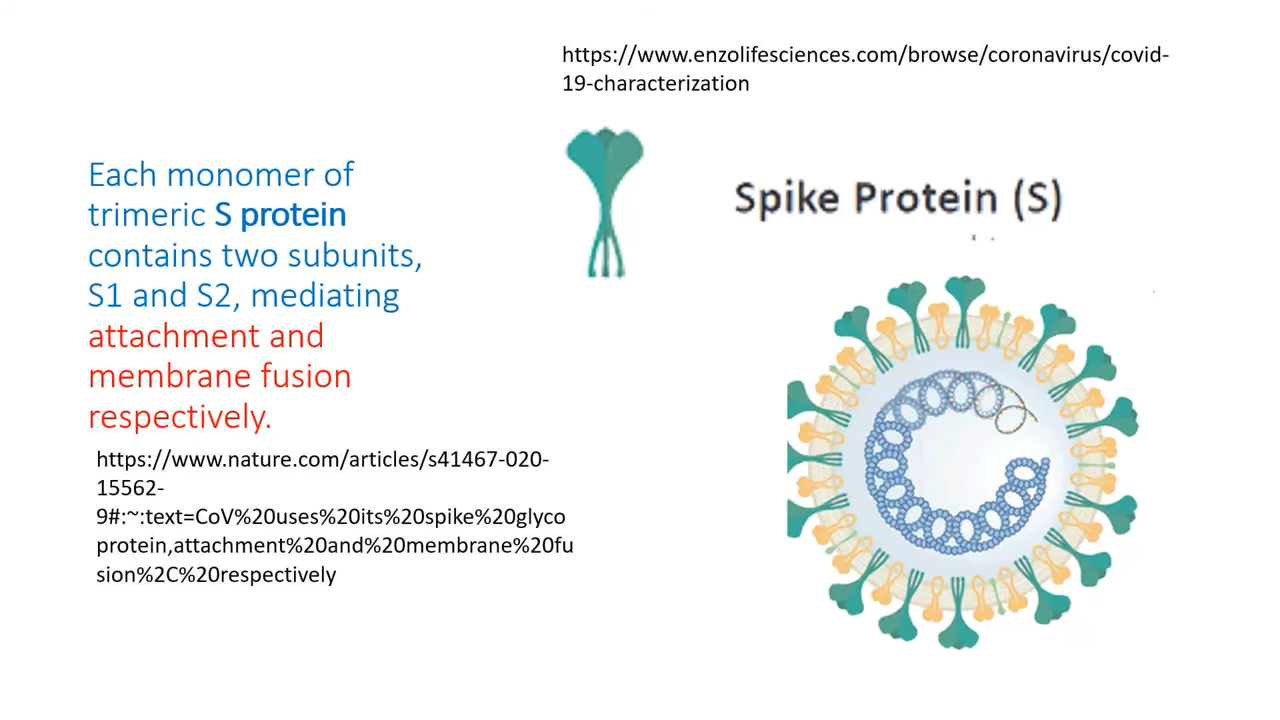 https://www.enzolifesciences.com/browse/coronavirus/covid-
19-characterization
Each monomer of
trimeric S protein
contains two subunits,
S1 and S2, mediating
attachment and
membrane fusion
respectively.
https://www.nature.com/articles/s41467-020-
15562-
9#:~:text=CoV%20uses%20its%20spike%20glyco
protein,attachment%20and%20membrane%20fu
sion%2C%20respectively
Spike Protein (S)